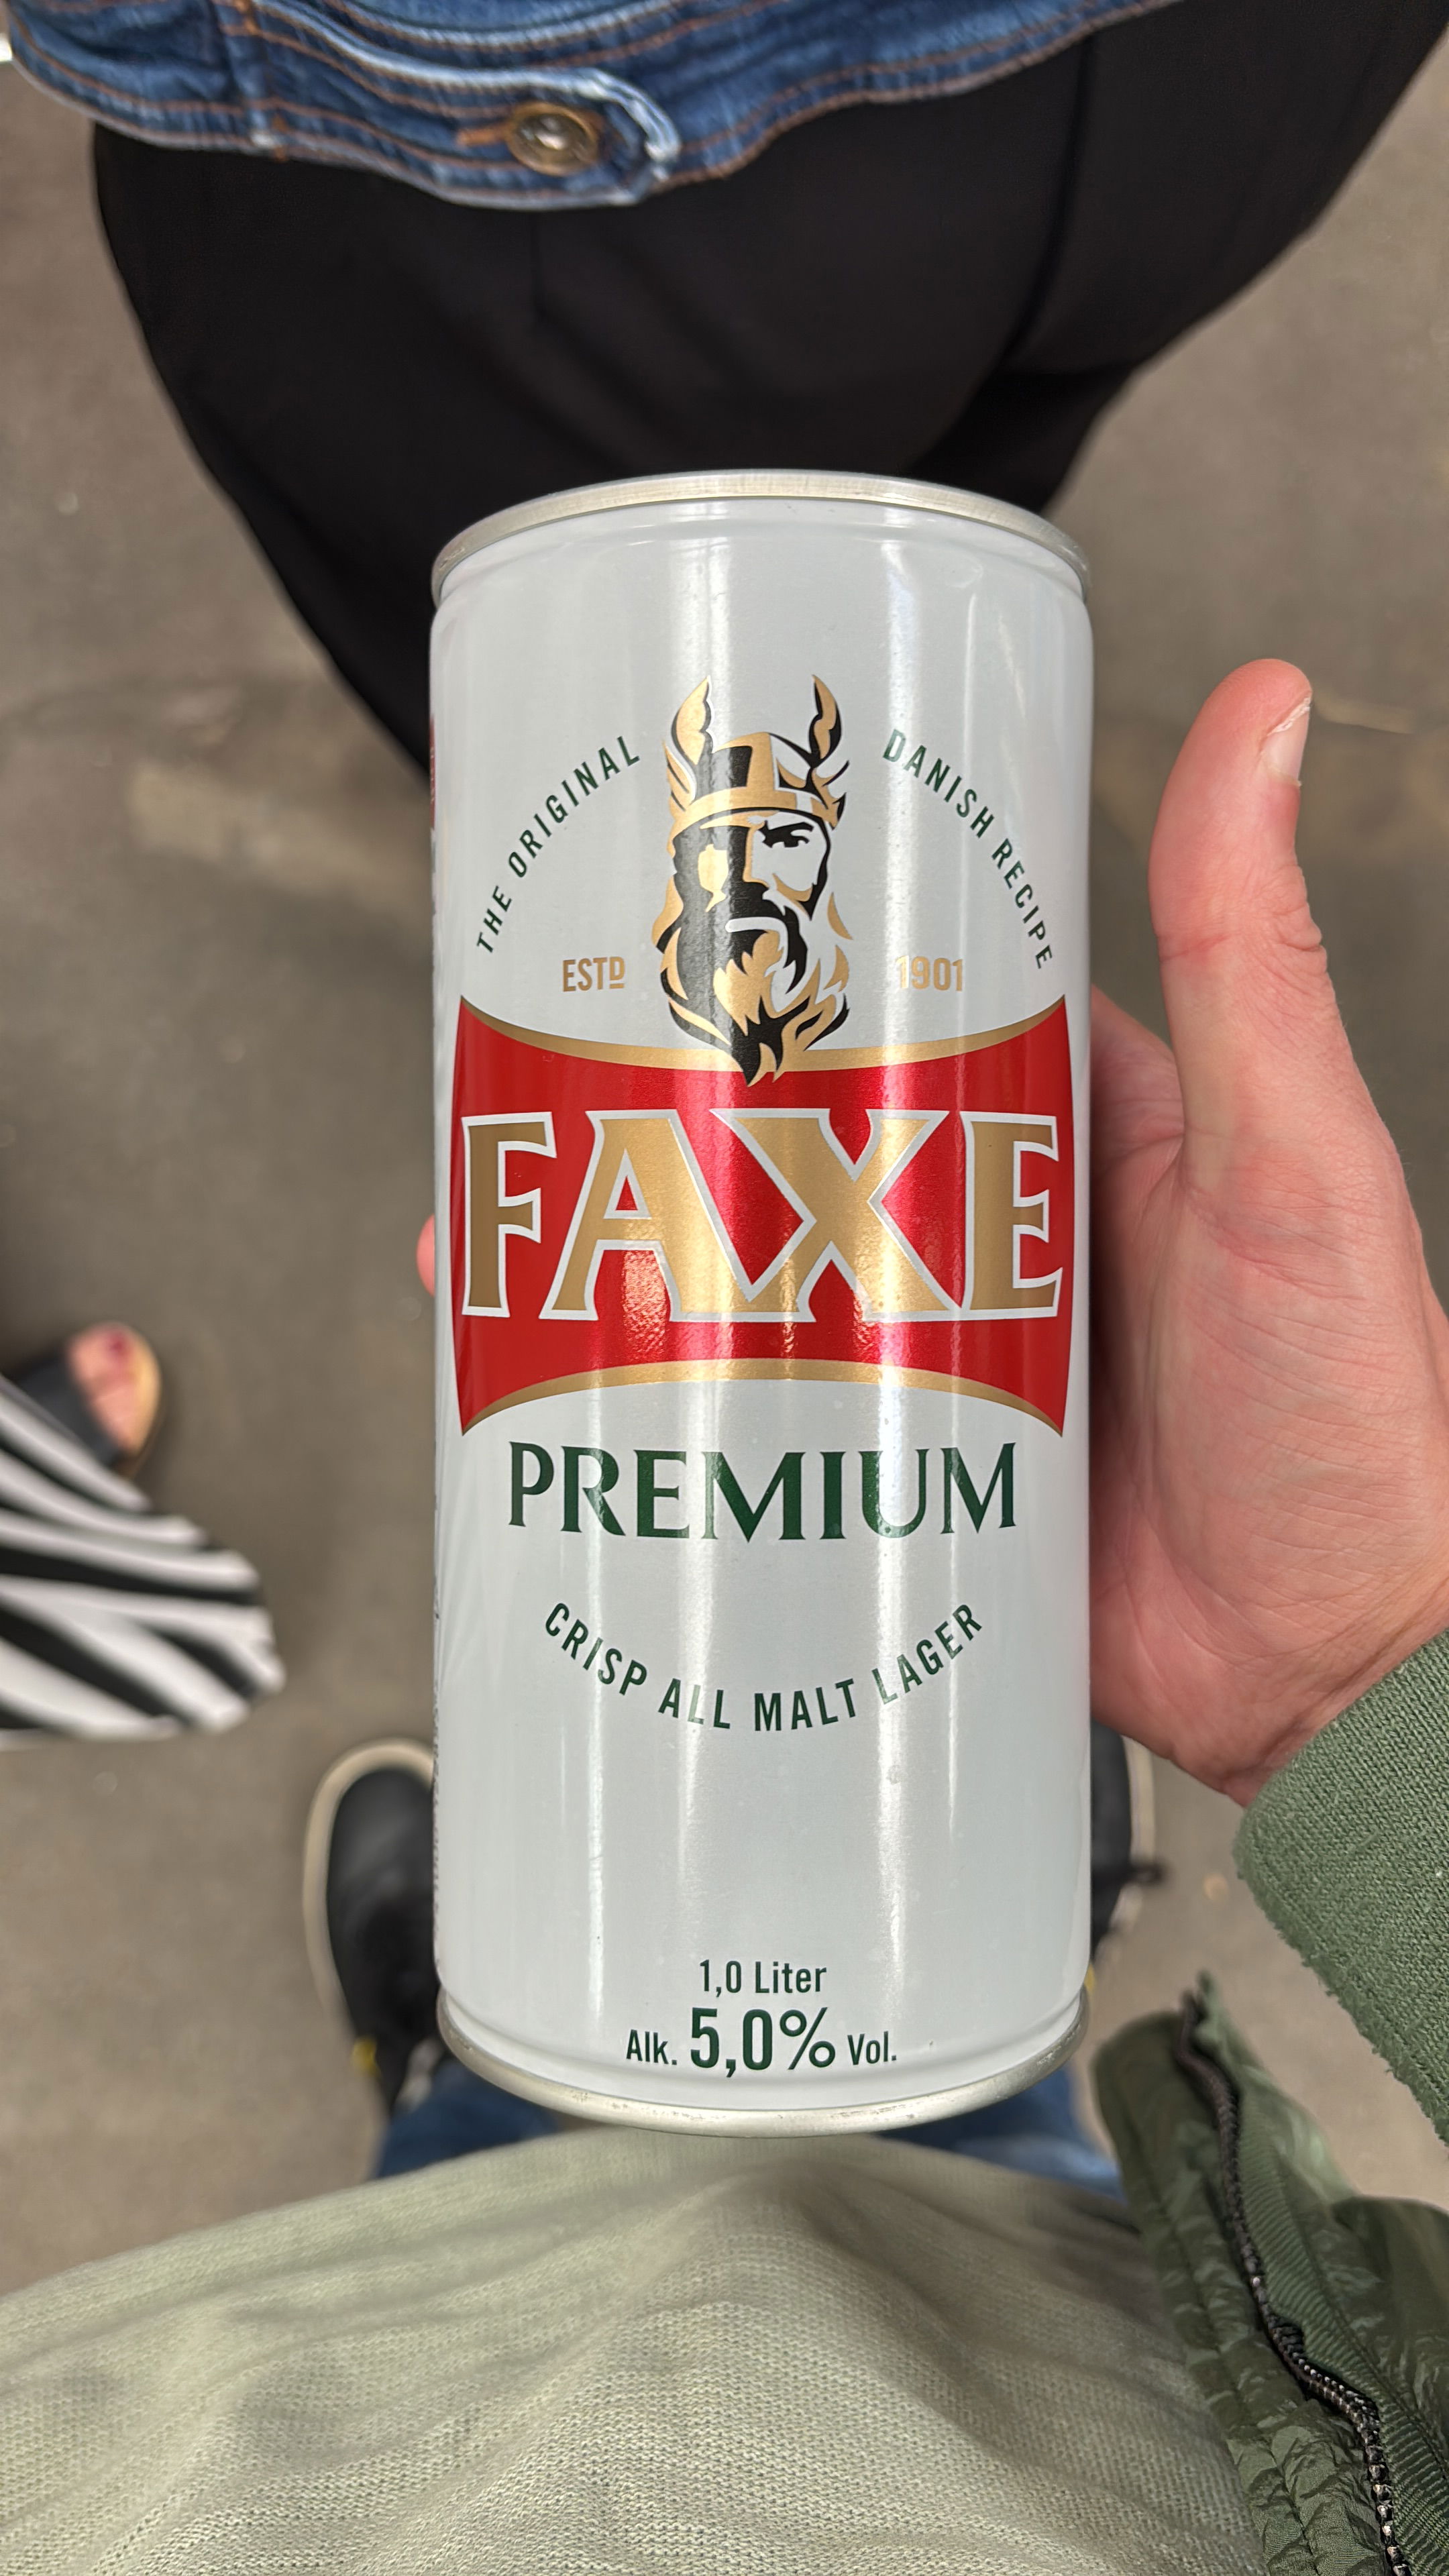 THE ORIGINAL DANISH RECIPE
ESTD 1901
FAXE
PREMIUM
CRISP ALL MALT LAGER
1,0 Liter
Alk. 5,0% Vol.